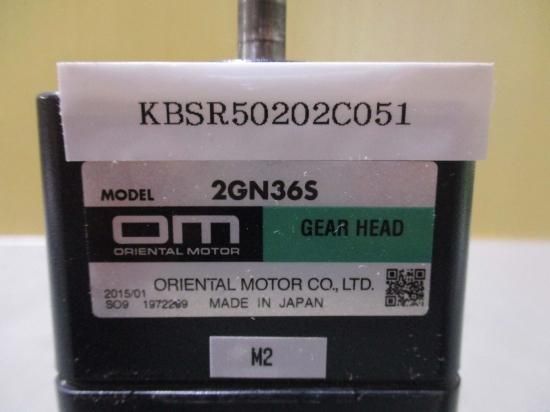 KBSR50202C051
MODEL 2GN36S
OM
ORIENTAL MOTOR
GEAR HEAD
ORIENTAL MOTOR CO., LTD.
2015/01
SO9 1972299 MADE IN JAPAN
M2